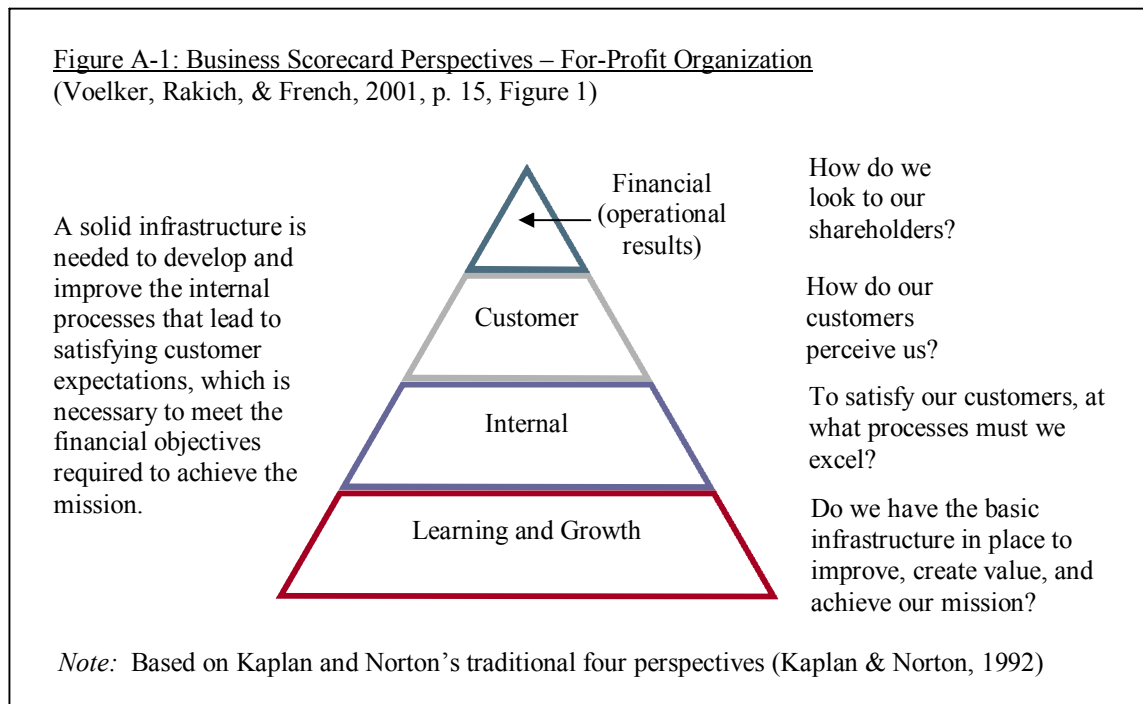 Figure A-1: Business Scorecard Perspectives – For-Profit Organization
(Voelker, Rakich, & French, 2001, p. 15, Figure 1)
A solid infrastructure is
needed to develop and
improve the internal
processes that lead to
satisfying customer
expectations, which is
necessary to meet the
financial objectives
required to achieve the
mission.
Financial
(operational
results)
Customer
Internal
Learning and Growth
How do we
look to our
shareholders?
How do our
customers
perceive us?
To satisfy our customers, at
what processes must we
excel?
Do we have the basic
infrastructure in place to
improve, create value, and
achieve our mission?
Note: Based on Kaplan and Norton’s traditional four perspectives (Kaplan & Norton, 1992)